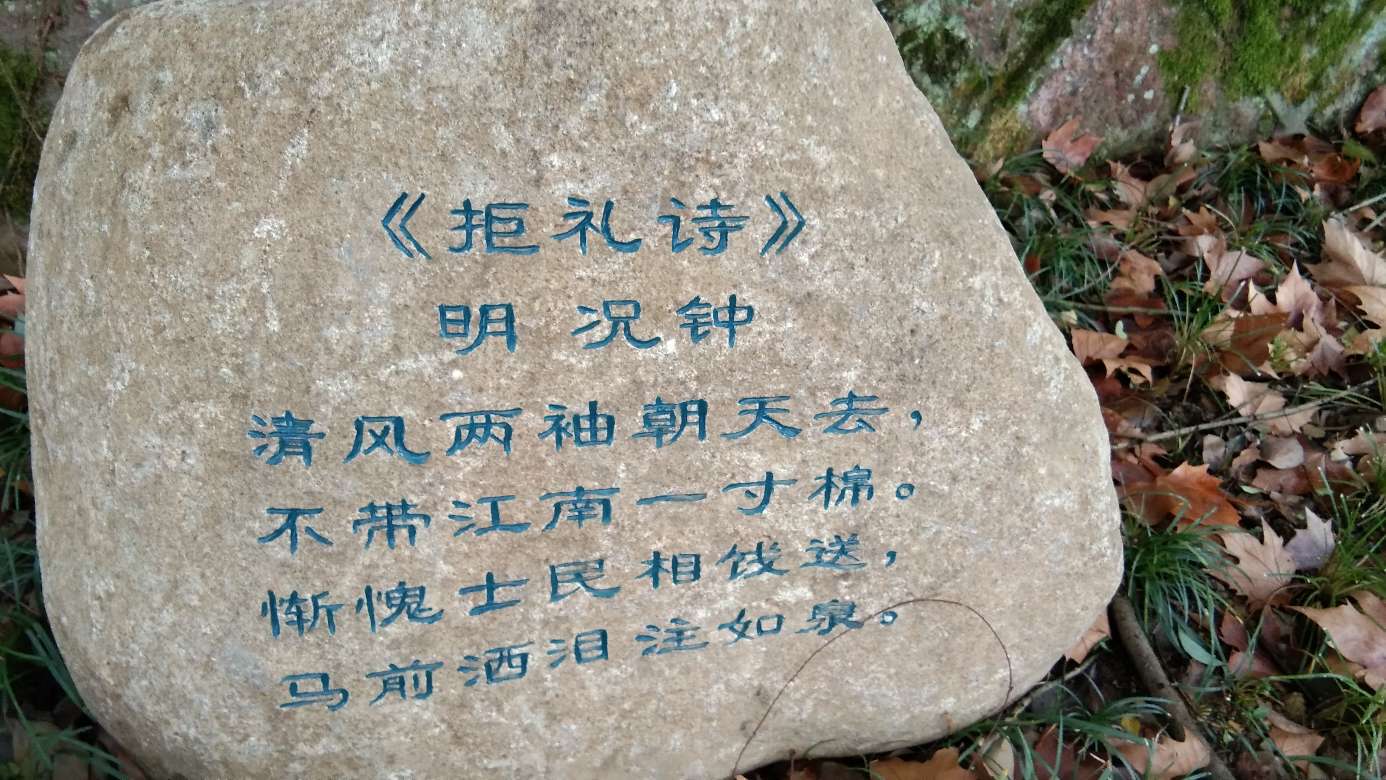 《拒礼诗》
明 况钟
清风两袖朝天去，
不带江南一寸棉。
惭愧士民相饯送，
马前洒泪注如泉。